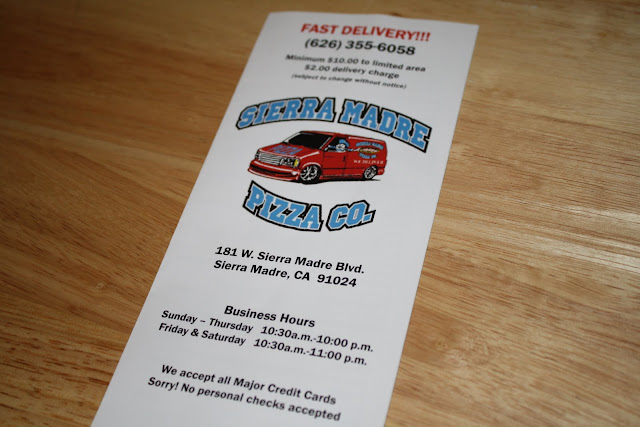 FAST DELIVERY!!!
(626) 355-6058
Minimum $10.00 to limited area
$2.00 delivery charge
(subject to change without notice)
SIERRA MADRE
PIZZA CO.
181 W. Sierra Madre Blvd.
Sierra Madre, CA 91024
Business Hours
Sunday – Thursday 10:30a.m.-10:00 p.m.
Friday & Saturday 10:30a.m.-11:00 p.m.
We accept all Major Credit Cards
Sorry! No personal checks accepted